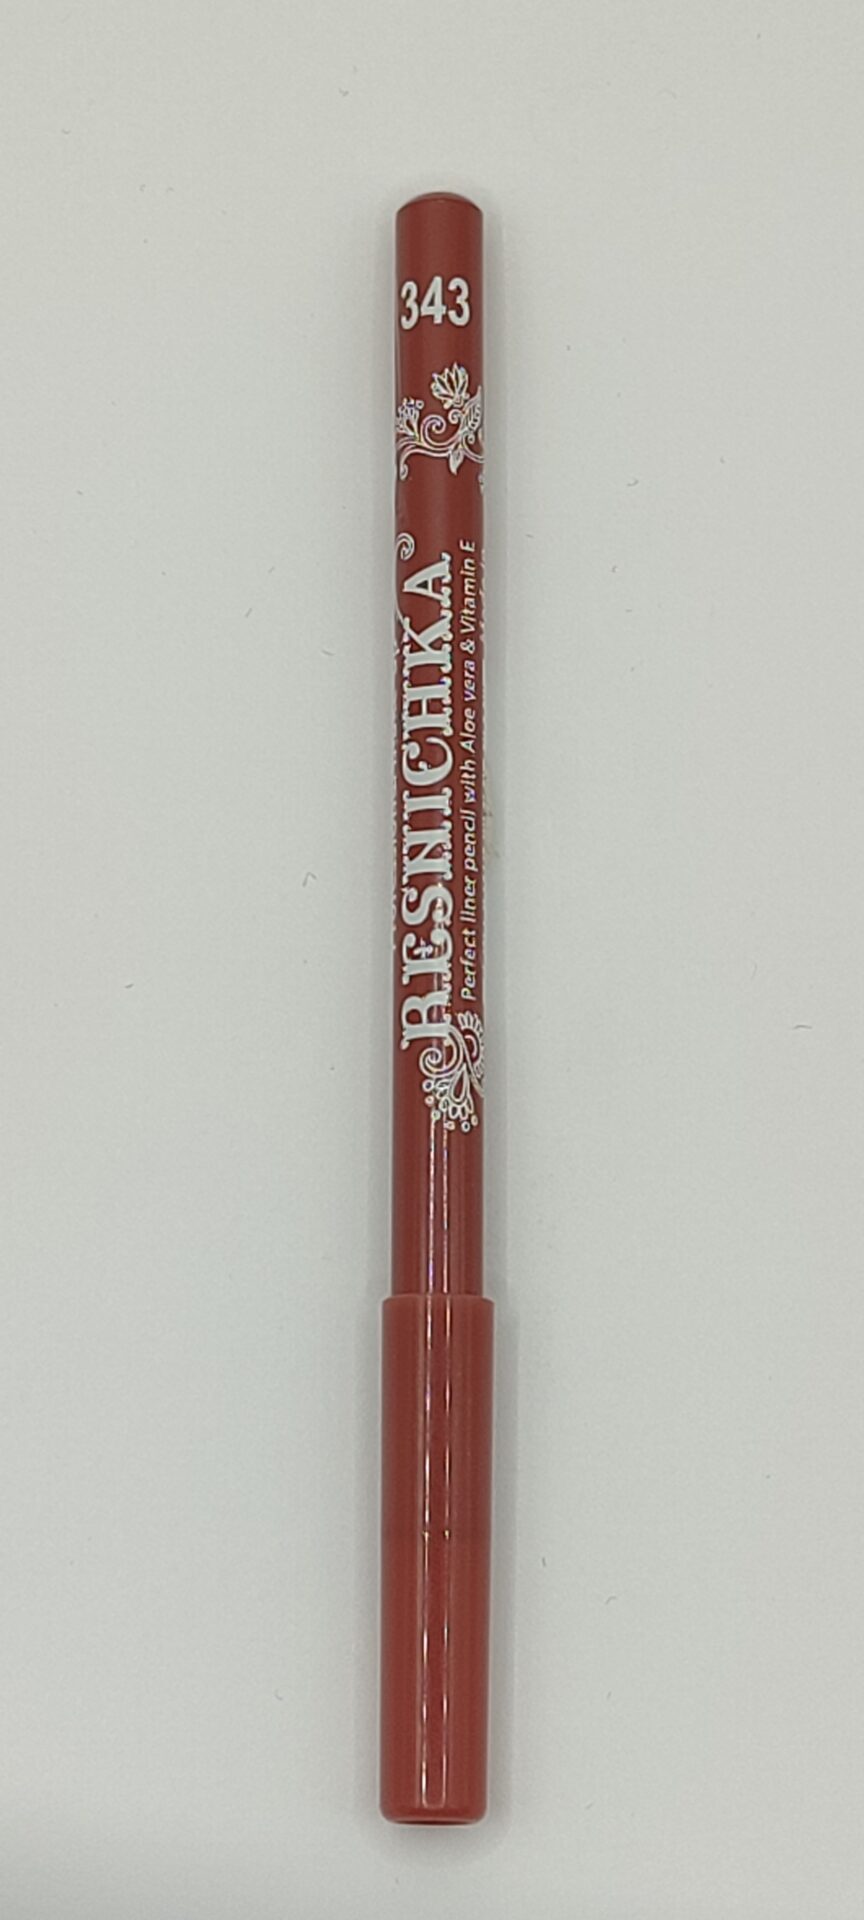 343
RESNICHKA
Perfect liner pencil with Aloe vera & Vitamin E